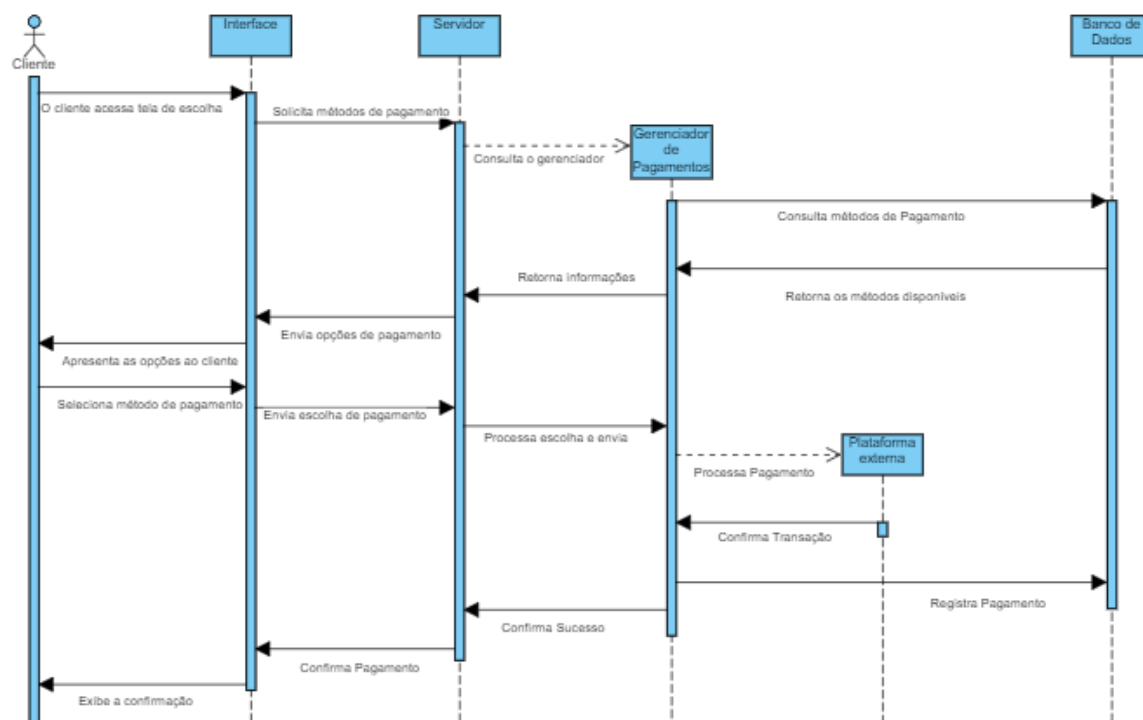 Interface
Servidor
Banco de
Dados
Cliente
O cliente acessa tela de escolha
Solicita métodos de pagamento
Gerenciador
de
Pagamentos
Consulta o gerenciador
Consulta métodos de Pagamento
Retorna informações
Retorna os métodos disponíveis
Envia opções de pagamento
Apresenta as opções ao cliente
Seleciona método de pagamento
Envia escolha de pagamento
Processa escolha e envia
Plataforma
externa
Processa Pagamento
Confirma Transação
Registra Pagamento
Confirma Sucesso
Confirma Pagamento
Exibe a confirmação